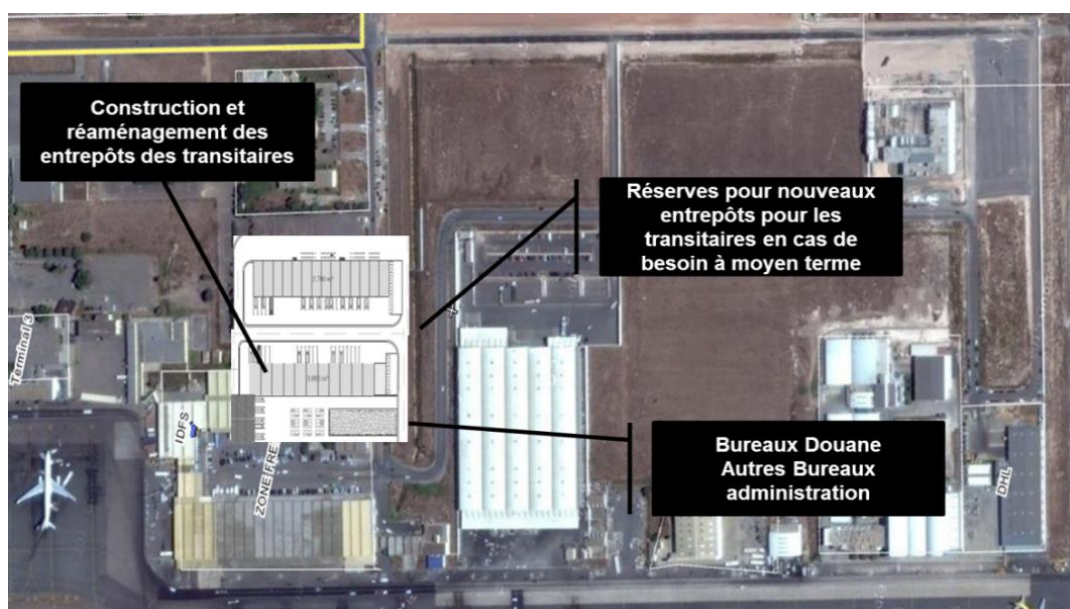 Construction et
réaménagement des
entrepôts des transitaires
Réserves pour nouveaux
entrepôts pour les
transitaires en cas de
besoin à moyen terme
Terminal 3
IDFS
ZONE FRE
Bureaux Douane
Autres Bureaux
administration
DHL